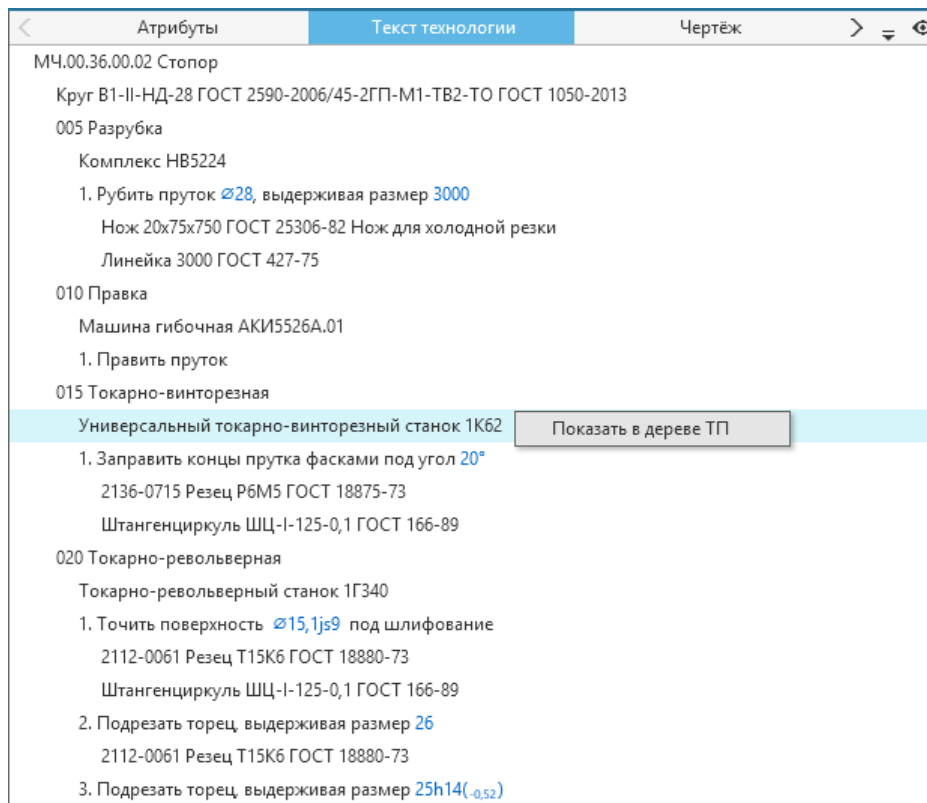 Атрибуты Текст технологии Чертёж
МЧ.00.36.00.02 Стопор
Круг В1-II-НД-28 ГОСТ 2590-2006/45-2ГП-М1-ТВ2-ТО ГОСТ 1050-2013
005 Разрубка
Комплекс НВ5224
1. Рубить пруток ⌀28, выдерживая размер 3000
Нож 20х75х750 ГОСТ 25306-82 Нож для холодной резки
Линейка 3000 ГОСТ 427-75
010 Правка
Машина гибочная АКИ5526А.01
1. Править пруток
015 Токарно-винторезная
Универсальный токарно-винторезный станок 1К62 Показать в дереве ТП
1. Заправить концы прутка фасками под угол 20°
2136-0715 Резец Р6М5 ГОСТ 18875-73
Штангенциркуль ШЦ-I-125-0,1 ГОСТ 166-89
020 Токарно-револьверная
Токарно-револьверный станок 1Г340
1. Точить поверхность ⌀15,1js9 под шлифование
2112-0061 Резец Т15К6 ГОСТ 18880-73
Штангенциркуль ШЦ-I-125-0,1 ГОСТ 166-89
2. Подрезать торец, выдерживая размер 26
2112-0061 Резец Т15К6 ГОСТ 18880-73
3. Подрезать торец, выдерживая размер 25h14(-0,52)